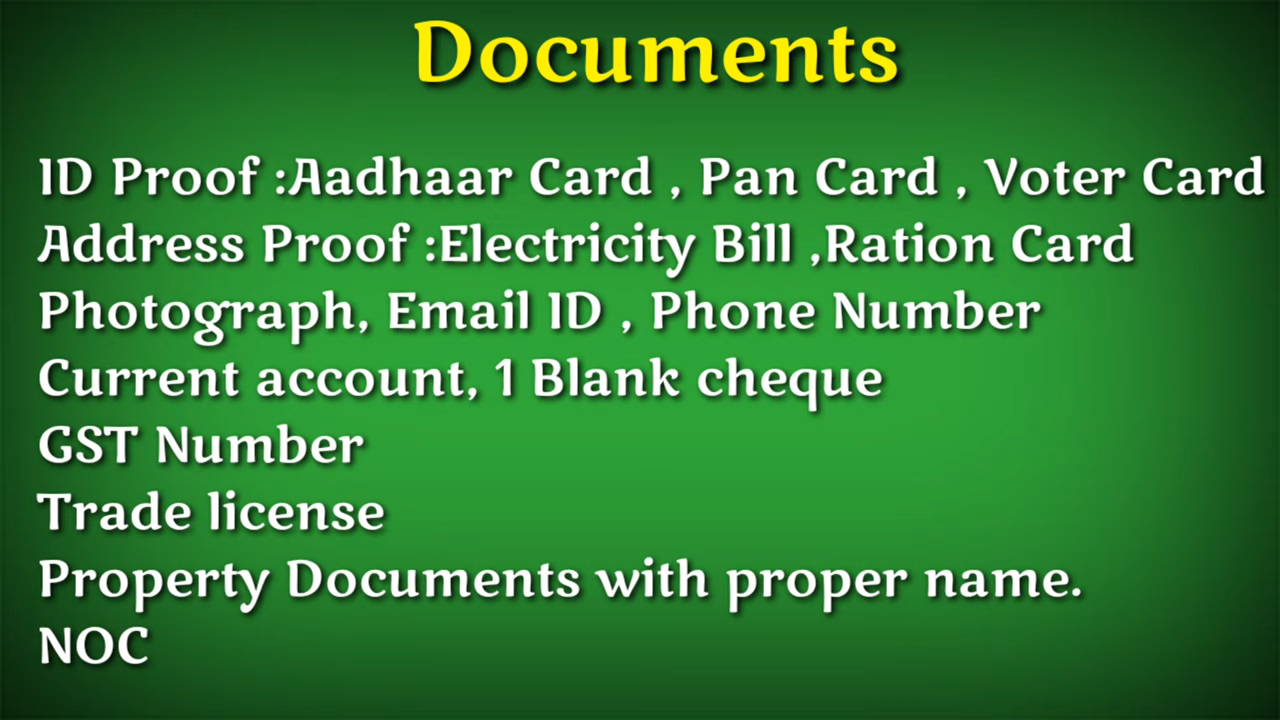 Documents
ID Proof :Aadhaar Card , Pan Card , Voter Card
Address Proof :Electricity Bill ,Ration Card
Photograph, Email ID , Phone Number
Current account, 1 Blank cheque
GST Number
Trade license
Property Documents with proper name.
NOC